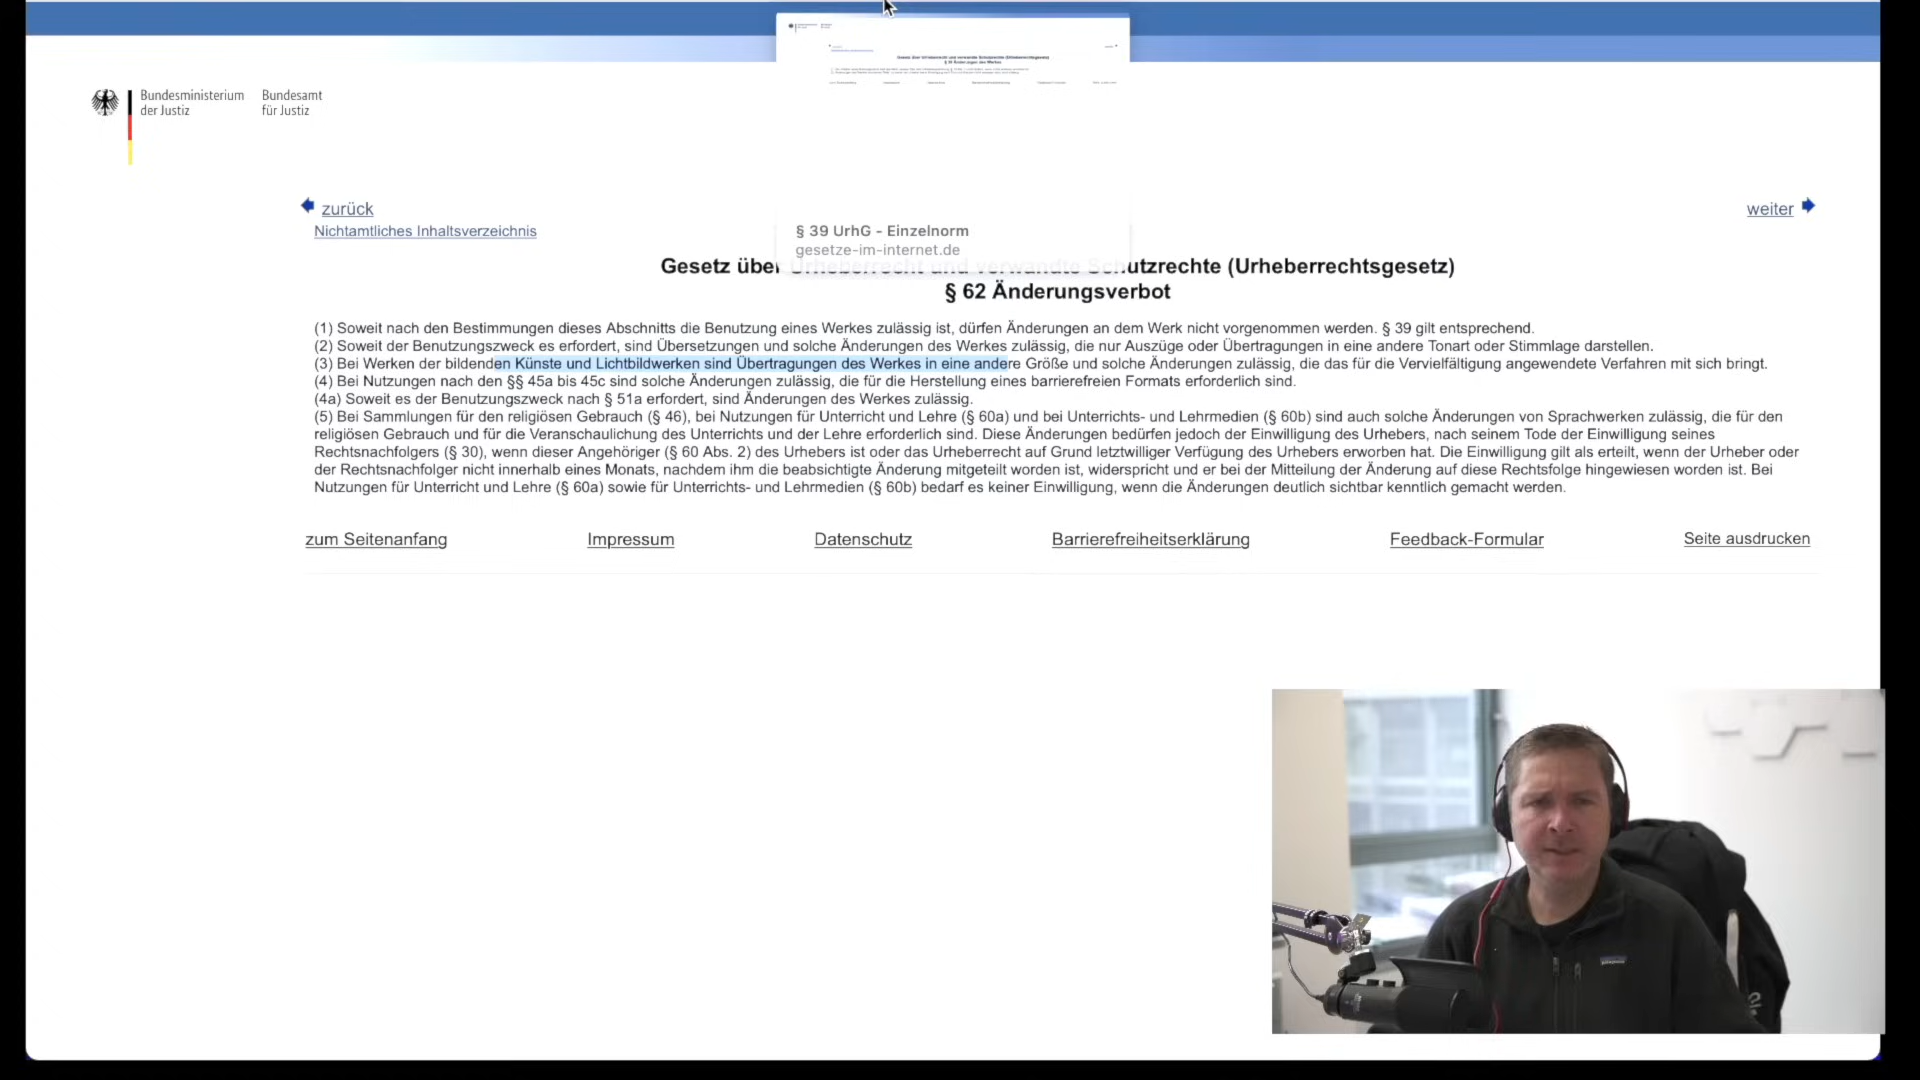 Bundesministerium der Justiz
Bundesamt für Justiz
zurück
weiter
Nichtamtliches Inhaltsverzeichnis
§ 39 UrhG - Einzelnorm
gesetze-im-internet.de
Gesetz über Urheberrecht und verwandte Schutzrechte (Urheberrechtsgesetz)
§ 62 Änderungsverbot
(1) Soweit nach den Bestimmungen dieses Abschnitts die Benutzung eines Werkes zulässig ist, dürfen Änderungen an dem Werk nicht vorgenommen werden. § 39 gilt entsprechend.
(2) Soweit der Benutzungszweck es erfordert, sind Übersetzungen und solche Änderungen des Werkes zulässig, die nur Auszüge oder Übertragungen in eine andere Tonart oder Stimmlage darstellen.
(3) Bei Werken der bildenden Künste und Lichtbildwerken sind Übertragungen des Werkes in eine andere Größe und solche Änderungen zulässig, die das für die Vervielfältigung angewendete Verfahren mit sich bringt.
(4) Bei Nutzungen nach den §§ 45a bis 45c sind solche Änderungen zulässig, die für die Herstellung eines barrierefreien Formats erforderlich sind.
(4a) Soweit es der Benutzungszweck nach § 51a erfordert, sind Änderungen des Werkes zulässig.
(5) Bei Sammlungen für den religiösen Gebrauch (§ 46), bei Nutzungen für Unterricht und Lehre (§ 60a) und bei Unterrichts- und Lehrmedien (§ 60b) sind auch solche Änderungen von Sprachwerken zulässig, die für den
religiösen Gebrauch und für die Veranschaulichung des Unterrichts und der Lehre erforderlich sind. Diese Änderungen bedürfen jedoch der Einwilligung des Urhebers, nach seinem Tode der Einwilligung seines
Rechtsnachfolgers (§ 30), wenn dieser Angehöriger (§ 60 Abs. 2) des Urhebers ist oder das Urheberrecht auf Grund letztwilliger Verfügung des Urhebers erworben hat. Die Einwilligung gilt als erteilt, wenn der Urheber oder
der Rechtsnachfolger nicht innerhalb eines Monats, nachdem ihm die beabsichtigte Änderung mitgeteilt worden ist, widerspricht und er bei der Mitteilung der Änderung auf diese Rechtsfolge hingewiesen worden ist. Bei
Nutzungen für Unterricht und Lehre (§ 60a) sowie für Unterrichts- und Lehrmedien (§ 60b) bedarf es keiner Einwilligung, wenn die Änderungen deutlich sichtbar kenntlich gemacht werden.
zum Seitenanfang
Impressum
Datenschutz
Barrierefreiheitserklärung
Feedback-Formular
Seite ausdrucken